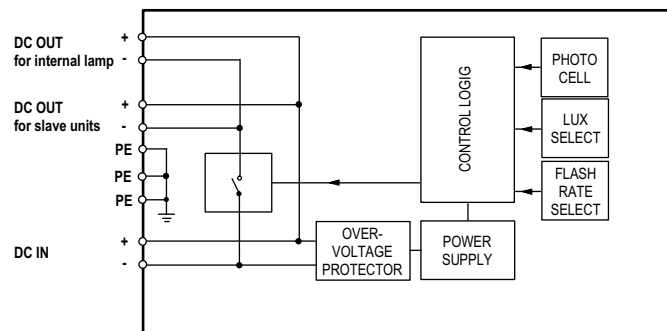 DC OUT
for internal lamp
+
-
DC OUT
for slave units
+
-
PE
PE
PE
DC IN
+
-
OVER-
VOLTAGE
PROTECTOR
POWER
SUPPLY
CONTROL LOGIG
PHOTO
CELL
LUX
SELECT
FLASH
RATE
SELECT